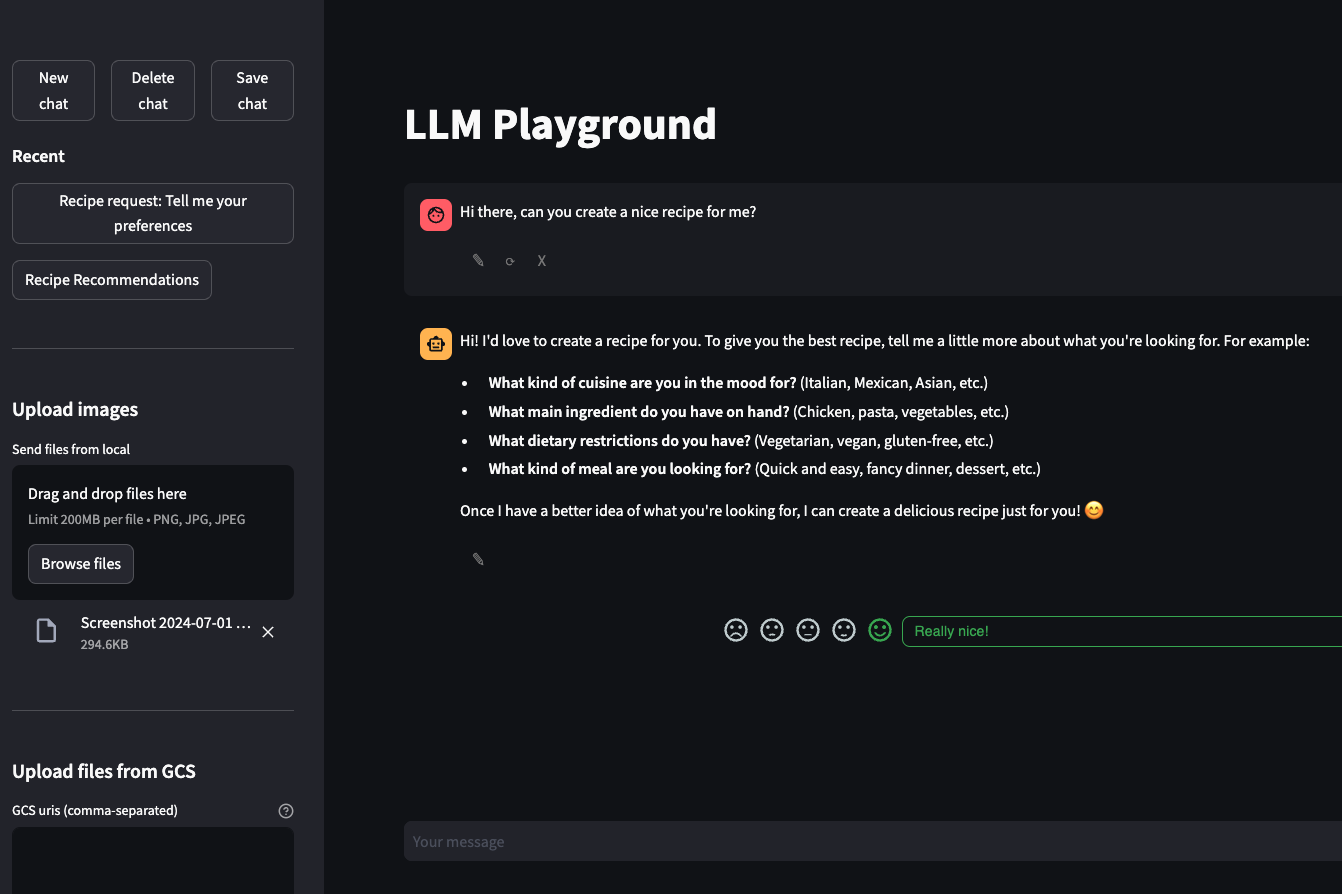 New
chat
Delete
chat
Save
chat
Recent
Recipe request: Tell me your
preferences
Recipe Recommendations
Upload images
Send files from local
Drag and drop files here
Limit 200MB per file • PNG, JPG, JPEG
Browse files
Screenshot 2024-07-01 ...
294.6KB
Upload files from GCS
GCS uris (comma-separated)
LLM Playground
Hi there, can you create a nice recipe for me?
X
Hi! I'd love to create a recipe for you. To give you the best recipe, tell me a little more about what you're looking for. For example:
• What kind of cuisine are you in the mood for? (Italian, Mexican, Asian, etc.)
• What main ingredient do you have on hand? (Chicken, pasta, vegetables, etc.)
• What dietary restrictions do you have? (Vegetarian, vegan, gluten-free, etc.)
• What kind of meal are you looking for? (Quick and easy, fancy dinner, dessert, etc.)
Once I have a better idea of what you're looking for, I can create a delicious recipe just for you! 😊
Really nice!
Your message